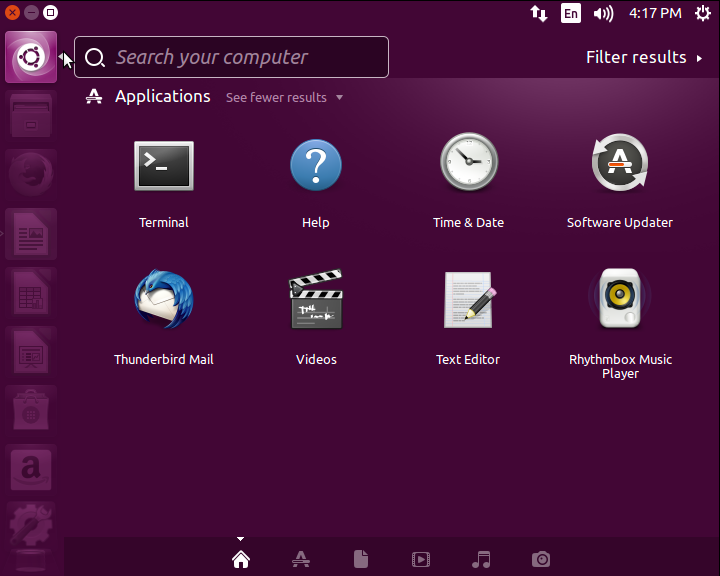 En
4:17 PM
Search your computer
Filter results
Applications
See fewer results
Terminal
Help
Time & Date
Software Updater
Thunderbird Mail
Videos
Text Editor
Rhythmbox Music
Player